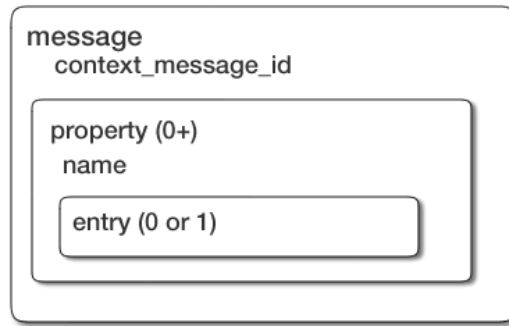 message
context_message_id
property (0+)
name
entry (0 or 1)